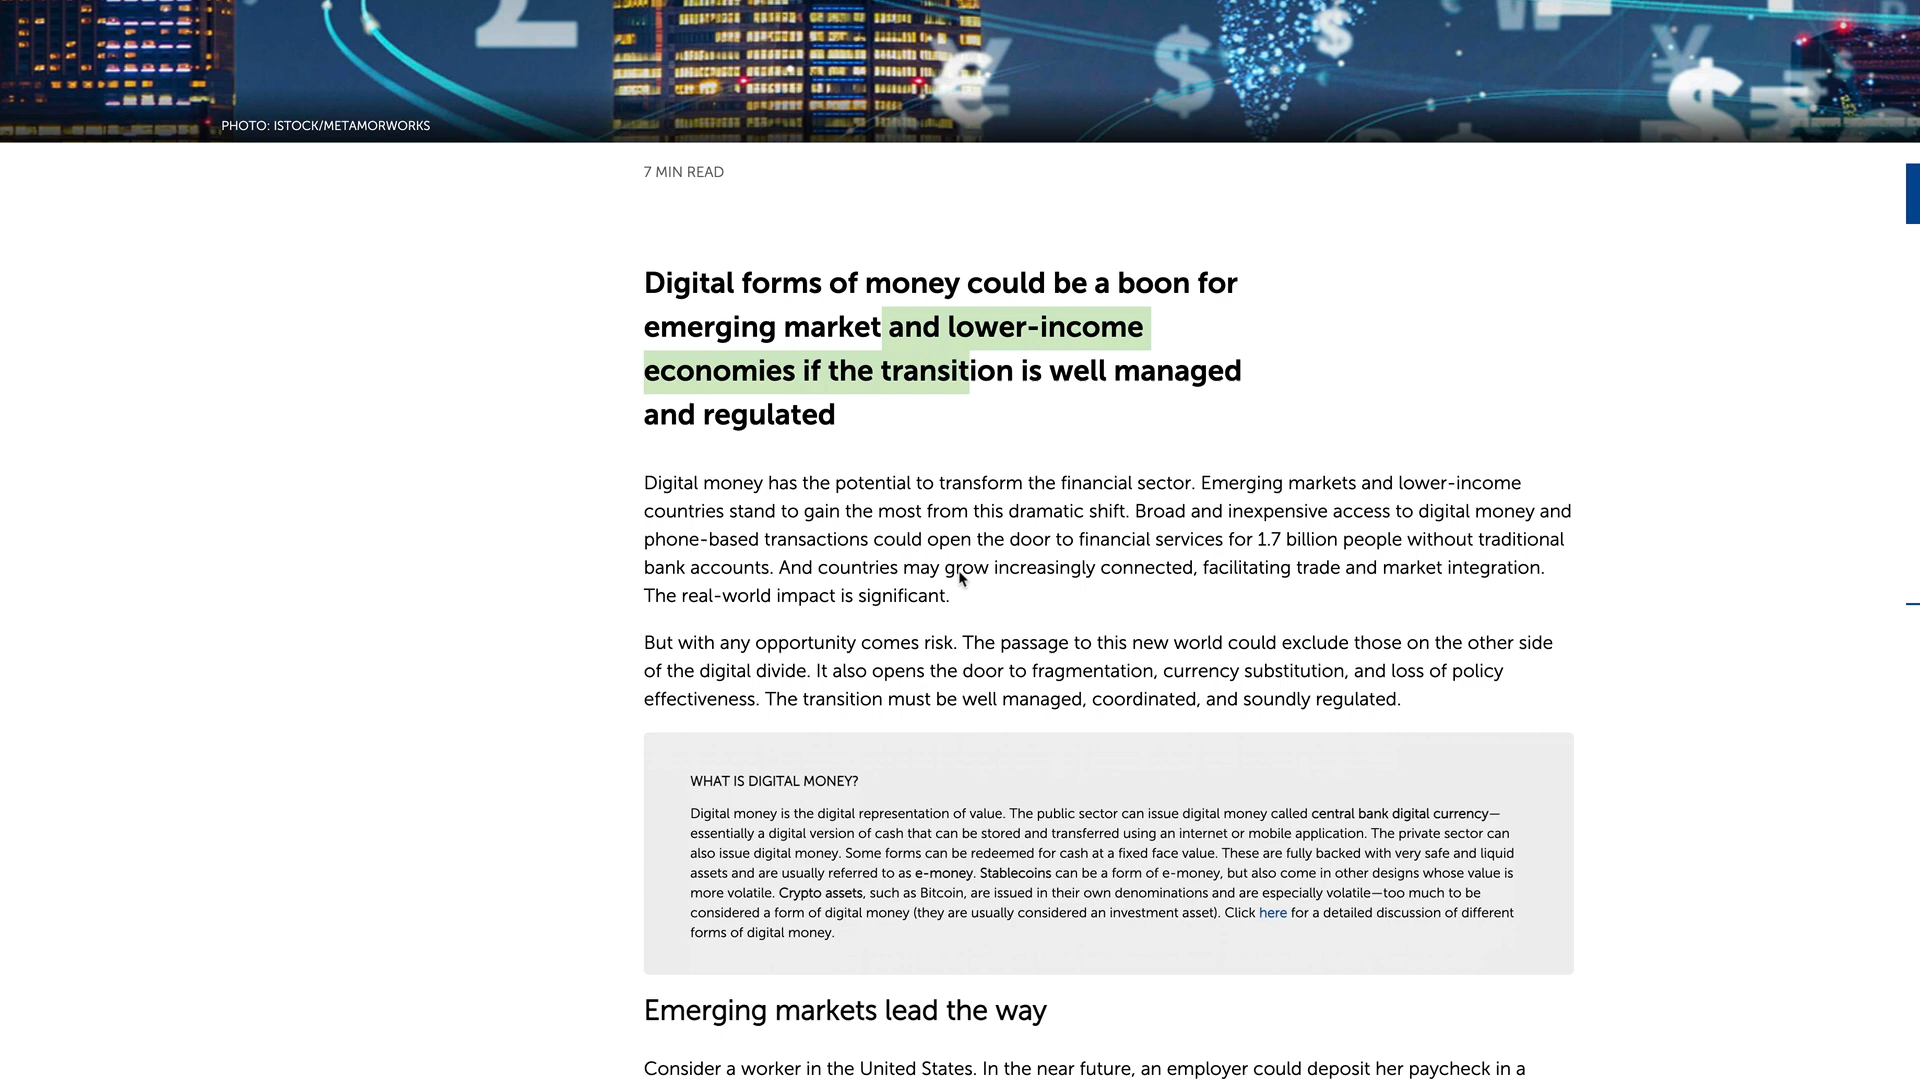 PHOTO: ISTOCK/METAMORWORKS
7 MIN READ
Digital forms of money could be a boon for
emerging market and lower-income
economies if the transition is well managed
and regulated
Digital money has the potential to transform the financial sector. Emerging markets and lower-income
countries stand to gain the most from this dramatic shift. Broad and inexpensive access to digital money and
phone-based transactions could open the door to financial services for 1.7 billion people without traditional
bank accounts. And countries may grow increasingly connected, facilitating trade and market integration.
The real-world impact is significant.
But with any opportunity comes risk. The passage to this new world could exclude those on the other side
of the digital divide. It also opens the door to fragmentation, currency substitution, and loss of policy
effectiveness. The transition must be well managed, coordinated, and soundly regulated.
WHAT IS DIGITAL MONEY?
Digital money is the digital representation of value. The public sector can issue digital money called central bank digital currency—
essentially a digital version of cash that can be stored and transferred using an internet or mobile application. The private sector can
also issue digital money. Some forms can be redeemed for cash at a fixed face value. These are fully backed with very safe and liquid
assets and are usually referred to as e-money. Stablecoins can be a form of e-money, but also come in other designs whose value is
more volatile. Crypto assets, such as Bitcoin, are issued in their own denominations and are especially volatile—too much to be
considered a form of digital money (they are usually considered an investment asset). Click here for a detailed discussion of different
forms of digital money.
Emerging markets lead the way
Consider a worker in the United States. In the near future, an employer could deposit her paycheck in a